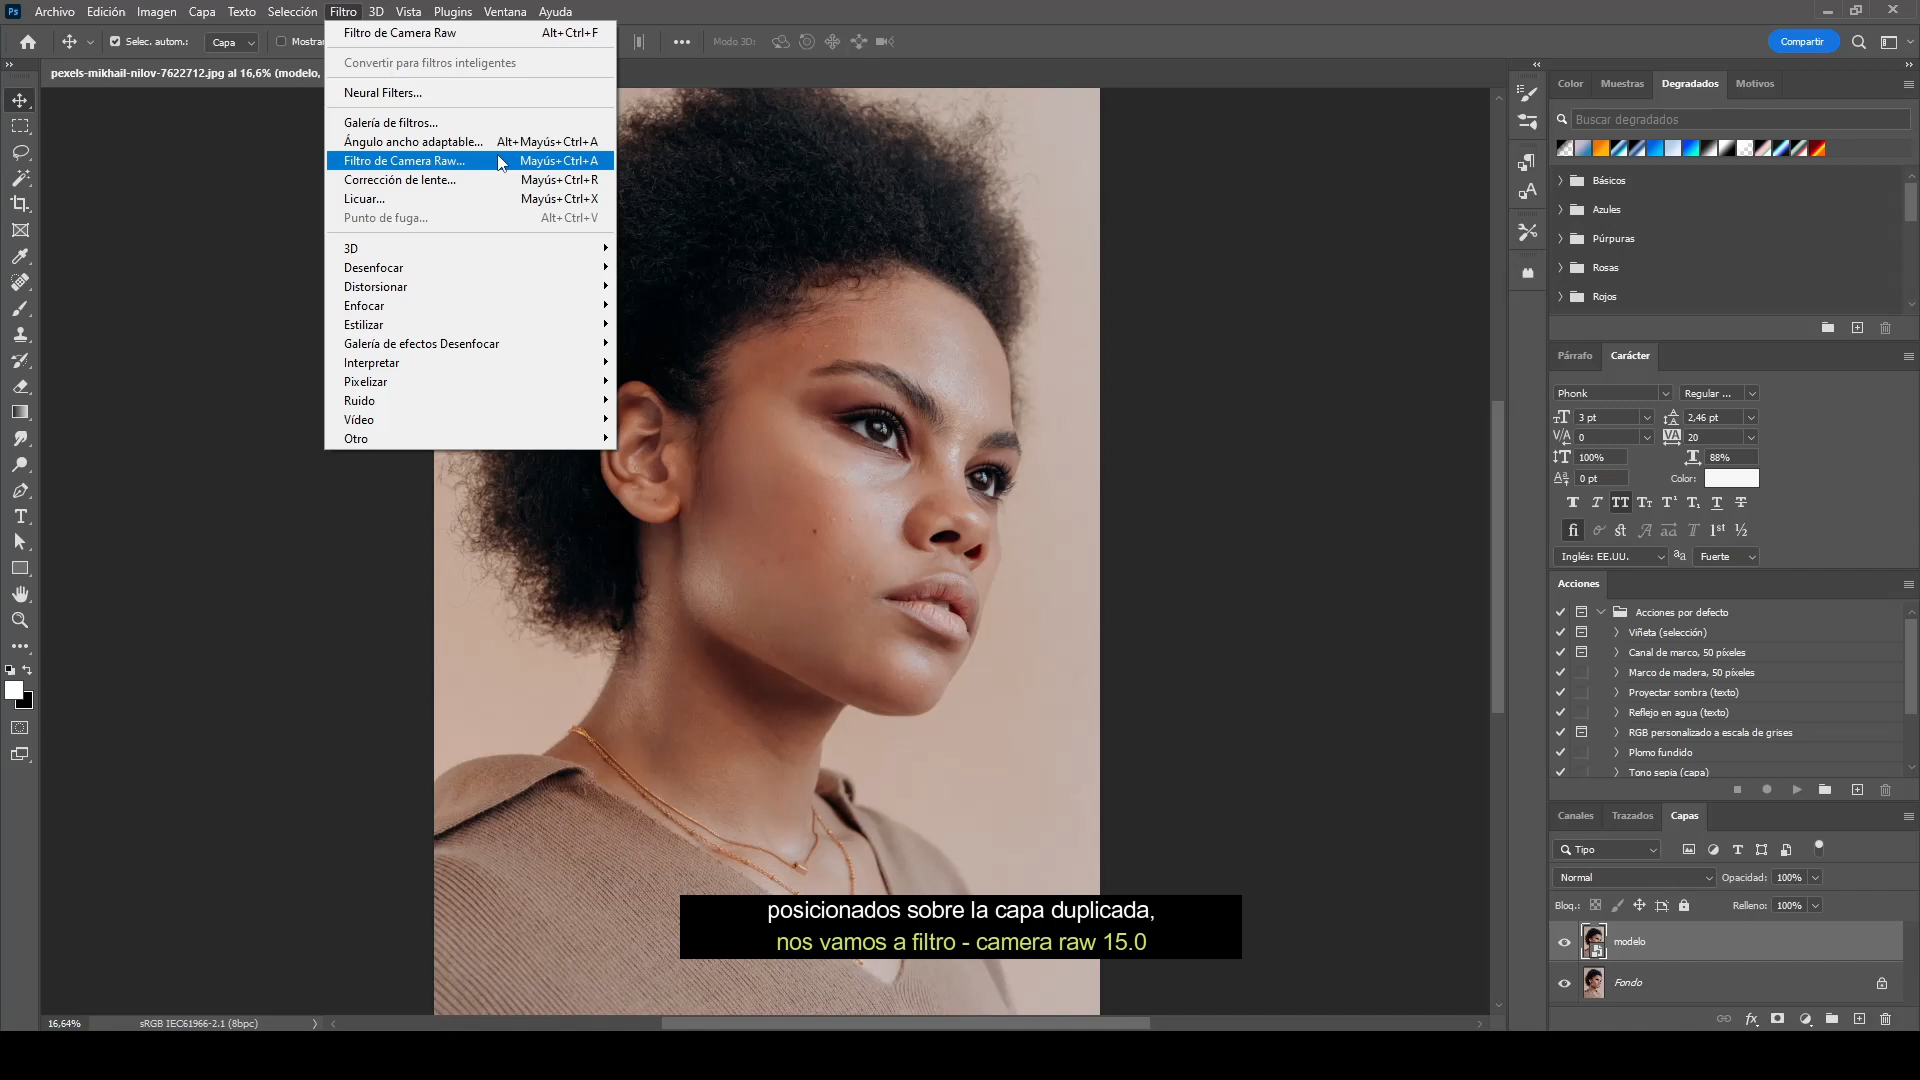 Ps Archivo Edición Imagen Capa Texto Selección Filtro 3D Vista Plugins Ventana Ayuda
Selec. autom.: Capa Mostrar Modo 3D: Compartir
pexels-mikhail-nilov-7622712.jpg al 16,6% (modelo,
Filtro de Camera Raw Alt+Ctrl+F
Convertir para filtros inteligentes
Neural Filters...
Galería de filtros...
Ángulo ancho adaptable... Alt+Mayús+Ctrl+A
Filtro de Camera Raw... Mayús+Ctrl+A
Corrección de lente... Mayús+Ctrl+R
Licuar... Mayús+Ctrl+X
Punto de fuga... Alt+Ctrl+V
3D
Desenfocar
Distorsionar
Enfocar
Estilizar
Galería de efectos Desenfocar
Interpretar
Pixelizar
Ruido
Vídeo
Otro
Color Muestras Degradados Motivos
Buscar degradados
Básicos
Azules
Púrpuras
Rosas
Rojos
Párrafo Carácter
Phonk Regular ...
3 pt 2,46 pt
0 20
100% 88%
0 pt Color:
Inglés: EE.UU. aa Fuerte
Acciones
Acciones por defecto
Viñeta (selección)
Canal de marco, 50 píxeles
Marco de madera, 50 píxeles
Proyectar sombra (texto)
Reflejo en agua (texto)
RGB personalizado a escala de grises
Plomo fundido
Tono sepia (capa)
Canales Trazados Capas
Tipo
Normal Opacidad: 100%
Bloq.: Relleno: 100%
modelo
Fondo
posicionados sobre la capa duplicada,
nos vamos a filtro - camera raw 15.0
16,64% sRGB IEC61966-2.1 (8bpc)